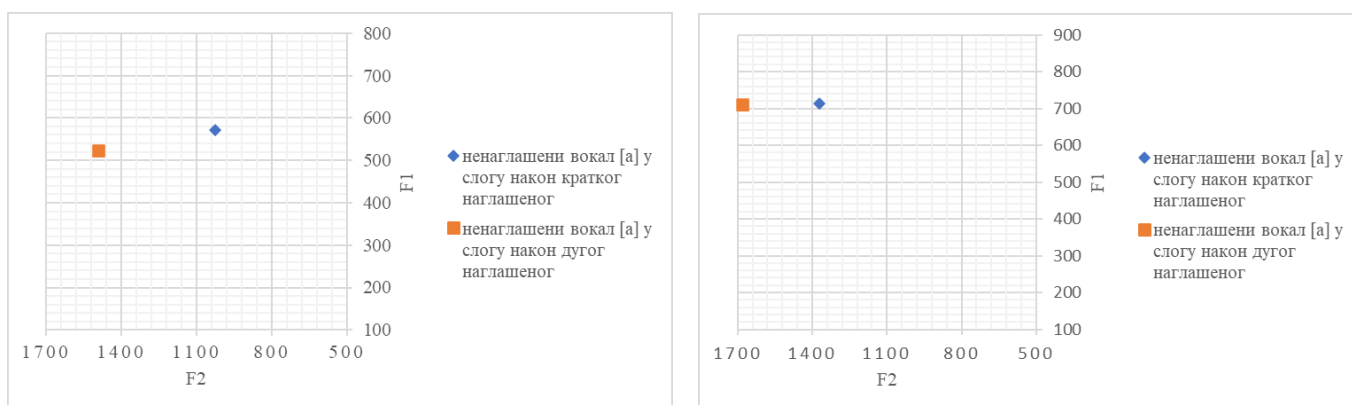 800
700
600
500
400
300
200
100
F1
1700 1400 1100 800 500
F2
ненаглашени вокал [а] у
слогу након кратког
наглашеног
ненаглашени вокал [а] у
слогу након дугог
наглашеног
900
800
700
600
500
400
300
200
100
F1
1700 1400 1100 800 500
F2
ненаглашени вокал [а] у
слогу након кратког
наглашеног
ненаглашени вокал [а] у
слогу након дугог
наглашеног